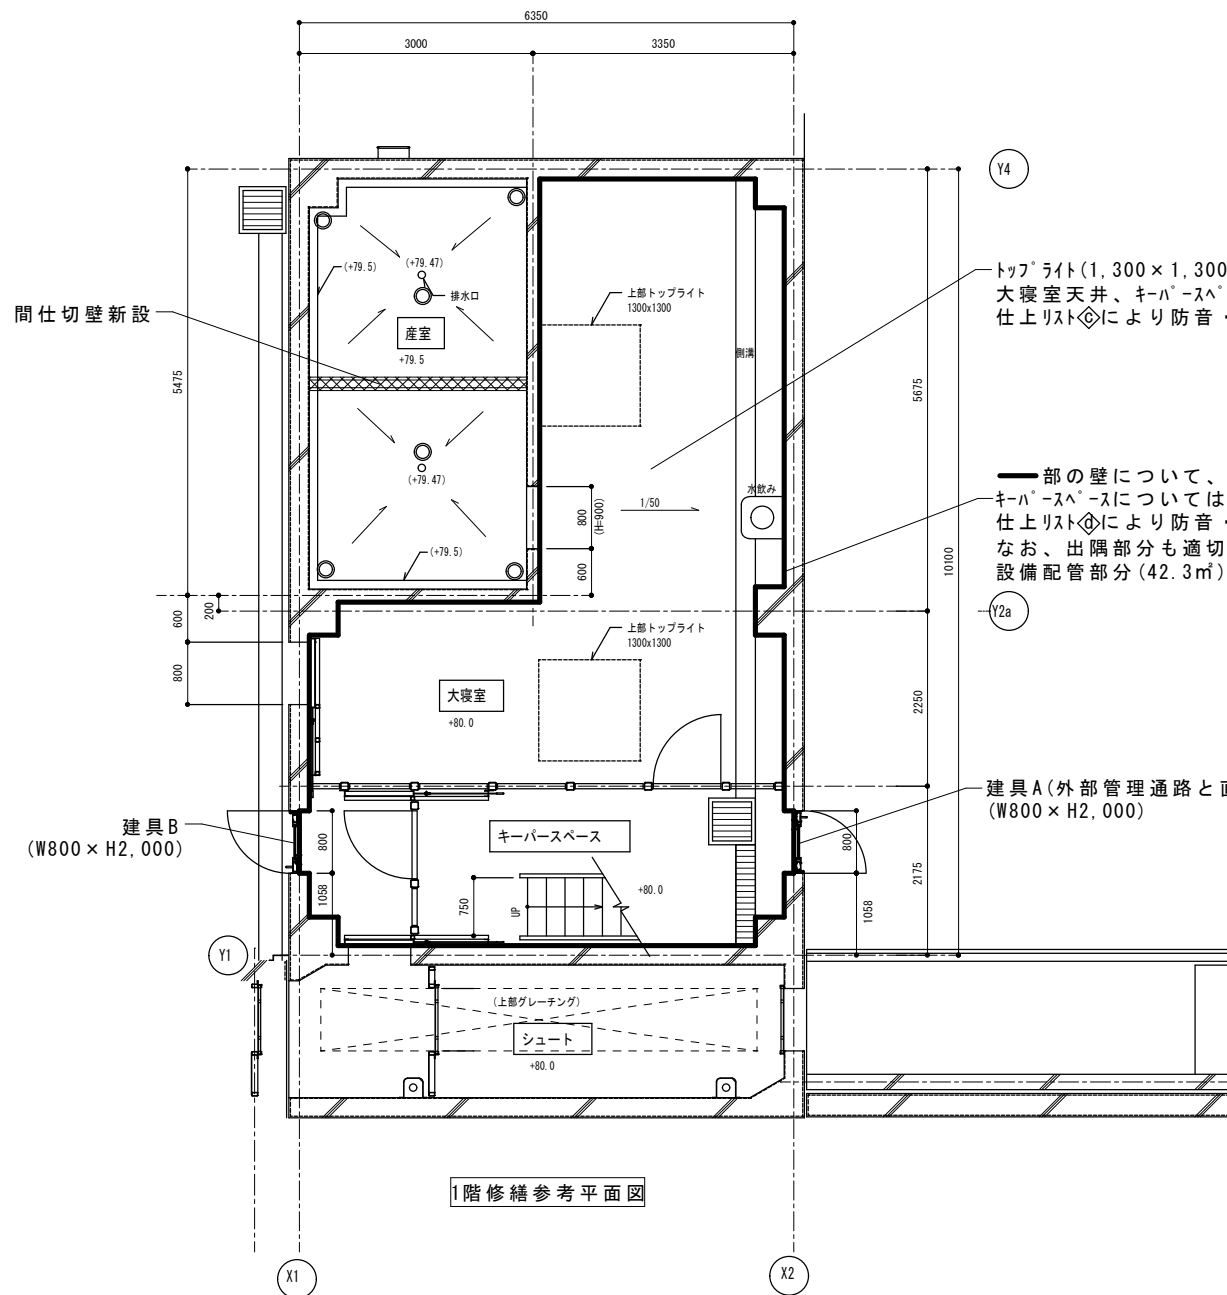 6350
3000
3350
Y4
(+79.5)
(+79.47)
排水口
産室
+79.5
上部トップライト
1300x1300
側溝
トップライト(1,300×1,300
大寝室天井、キーパースペ
仕上リストⓒにより防音・
間仕切壁新設
5475
5675
(+79.47)
(+79.5)
800
(H=900)
600
1/50
水飲み
部の壁について、
キーパースペースについては
仕上リストⓓにより防音・
なお、出隅部分も適切
設備配管部分(42.3㎡)
10100
600
200
800
Y2a
上部トップライト
1300x1300
大寝室
+80.0
2250
建具A(外部管理通路と面
(W800×H2,000)
建具B
(W800×H2,000)
800
1058
キーパースペース
+80.0
750
UP
800
1058
2175
Y1
(上部グレーチング)
シュート
+80.0
1階修繕参考平面図
X1
X2